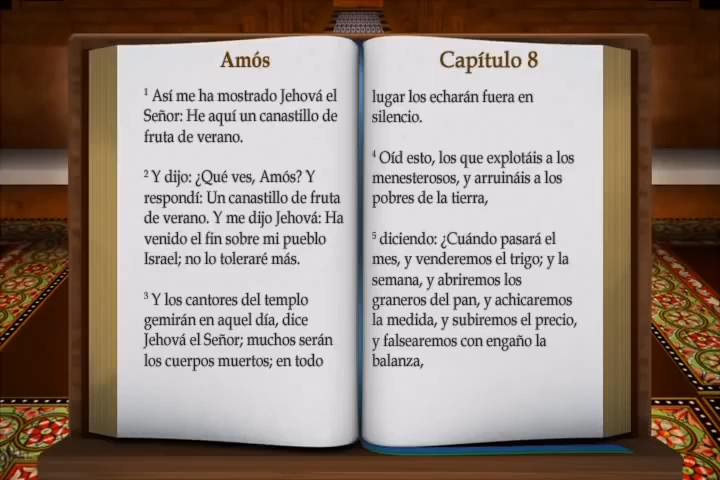 Amós
1 Así me ha mostrado Jehová el
Señor: He aquí un canastillo de
fruta de verano.
2 Y dijo: ¿Qué ves, Amós? Y
respondí: Un canastillo de fruta
de verano. Y me dijo Jehová: Ha
venido el fin sobre mi pueblo
Israel; no lo toleraré más.
3 Y los cantores del templo
gemirán en aquel día, dice
Jehová el Señor; muchos serán
los cuerpos muertos; en todo
Capítulo 8
lugar los echarán fuera en
silencio.
4 Oíd esto, los que explotáis a los
menesterosos, y arruináis a los
pobres de la tierra,
5 diciendo: ¿Cuándo pasará el
mes, y venderemos el trigo; y la
semana, y abriremos los
graneros del pan, y achicaremos
la medida, y subiremos el precio,
y falsearemos con engaño la
balanza,